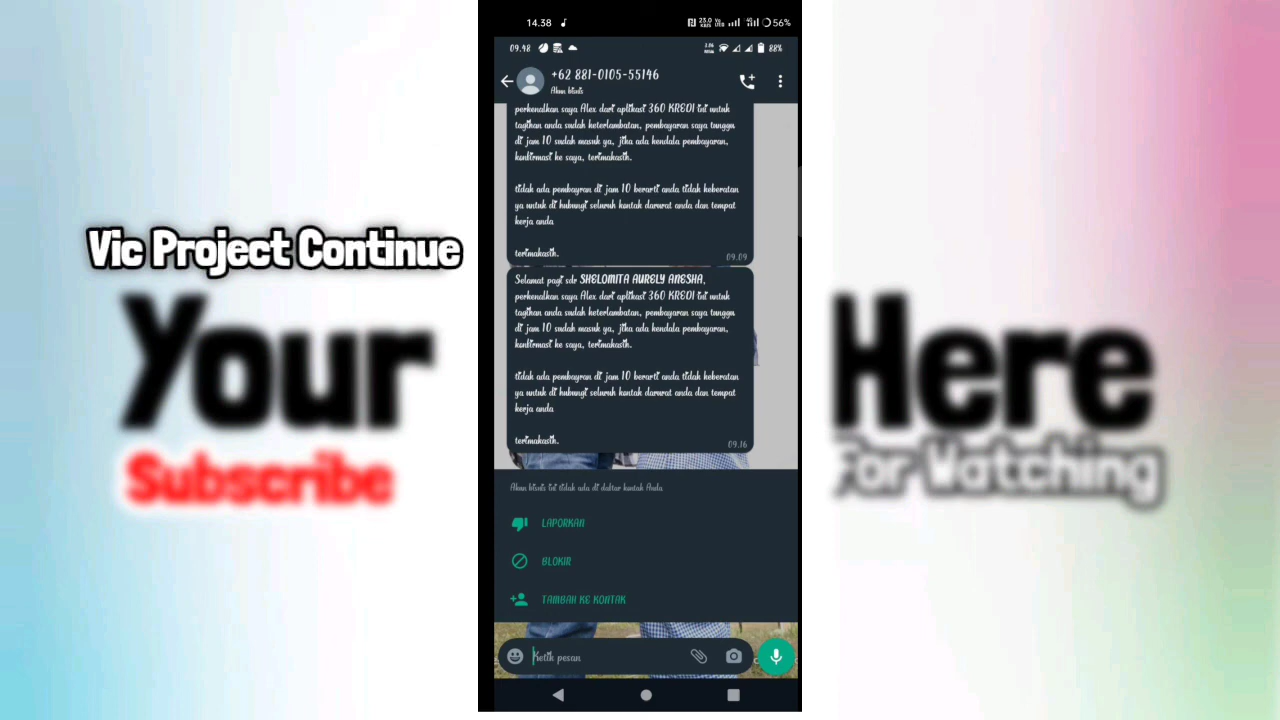 14.38
23.0
KB/S
56%
09.48
88%
+62 881-0105-55146
Akun bisnis
perkenalkan saya Alex dari aplikasi 360 KREDI ini untuk
tagihan anda sudah keterlambatan, pembayaran saya tunggu
di jam 10 sudah masuk ya, jika ada kendala pembayaran,
konfirmasi ke saya, terimakasih.
tidak ada pembayran di jam 10 berarti anda tidak keberatan
ya untuk di hubungi seluruh kontak darurat anda dan tempat
kerja anda
terimakasih.
09.09
Selamat pagi sdr SHELOMITA AURELY ANESHA,
perkenalkan saya Alex dari aplikasi 360 KREDI ini untuk
tagihan anda sudah keterlambatan, pembayaran saya tunggu
di jam 10 sudah masuk ya, jika ada kendala pembayaran,
konfirmasi ke saya, terimakasih.
tidak ada pembayran di jam 10 berarti anda tidak keberatan
ya untuk di hubungi seluruh kontak darurat anda dan tempat
kerja anda
terimakasih.
09.16
Akun bisnis ini tidak ada di daftar kontak Anda
LAPORKAN
BLOKIR
TAMBAH KE KONTAK
Ketik pesan
Vic Project Continue
Your
Subscribe
Here
For Watching